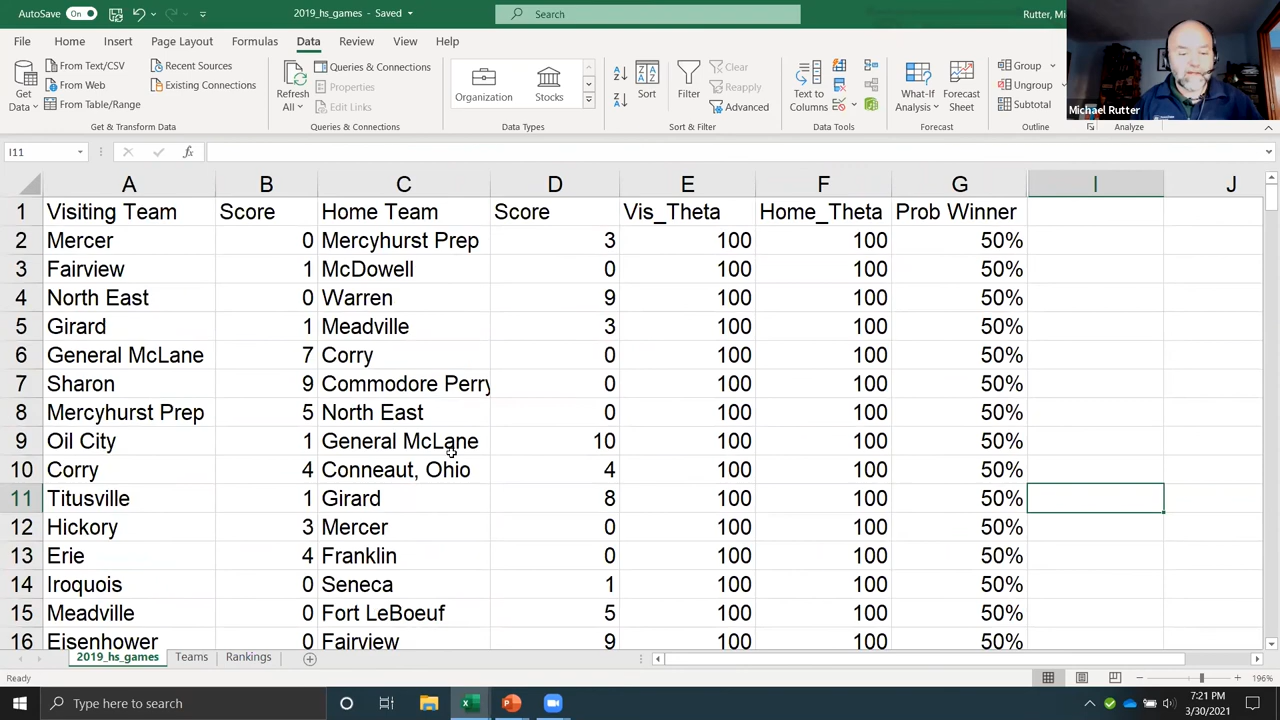 AutoSave On 2019_hs_games - Saved Search Rutter, Mi
File Home Insert Page Layout Formulas Data Review View Help
Get Data
From Text/CSV
From Web
From Table/Range
Recent Sources
Existing Connections
Get & Transform Data
Refresh All
Queries & Connections
Properties
Edit Links
Queries & Connections
Organization
Stocks
Data Types
Sort
Filter
Clear
Reapply
Advanced
Sort & Filter
Text to Columns
Data Tools
What-If Analysis
Forecast Sheet
Forecast
Group
Ungroup
Subtotal
Outline
Analyze
Michael Rutter
I11 fx
A B C D E F G I J
1 Visiting Team Score Home Team Score Vis_Theta Home_Theta Prob Winner
2 Mercer 0 Mercyhurst Prep 3 100 100 50%
3 Fairview 1 McDowell 0 100 100 50%
4 North East 0 Warren 9 100 100 50%
5 Girard 1 Meadville 3 100 100 50%
6 General McLane 7 Corry 0 100 100 50%
7 Sharon 9 Commodore Perry 0 100 100 50%
8 Mercyhurst Prep 5 North East 0 100 100 50%
9 Oil City 1 General McLane 10 100 100 50%
10 Corry 4 Conneaut, Ohio 4 100 100 50%
11 Titusville 1 Girard 8 100 100 50%
12 Hickory 3 Mercer 0 100 100 50%
13 Erie 4 Franklin 0 100 100 50%
14 Iroquois 0 Seneca 1 100 100 50%
15 Meadville 0 Fort LeBoeuf 5 100 100 50%
16 Eisenhower 0 Fairview 9 100 100 50%
2019_hs_games Teams Rankings
Ready 196%
Type here to search
7:21 PM
3/30/2021